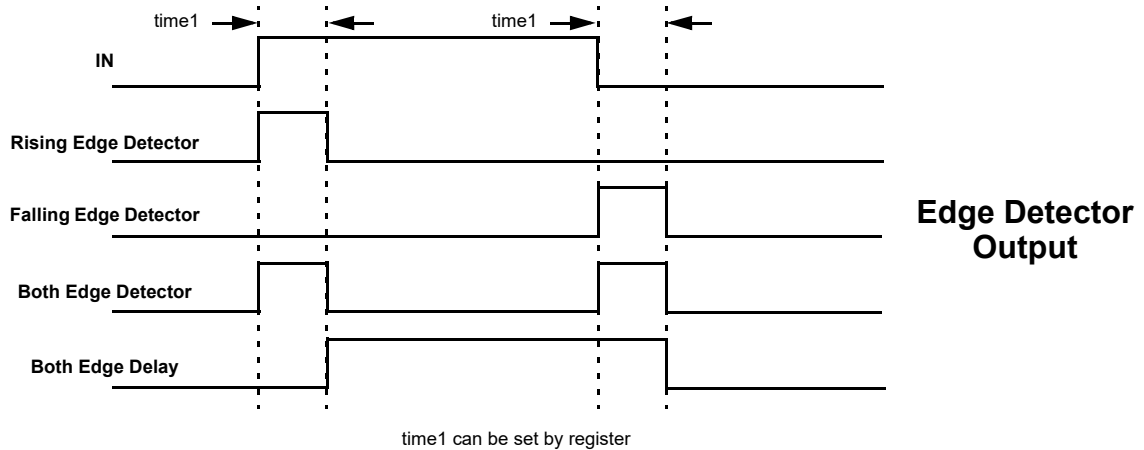 time1
time1
IN
Rising Edge Detector
Falling Edge Detector
Edge Detector
Output
Both Edge Detector
Both Edge Delay
time1 can be set by register